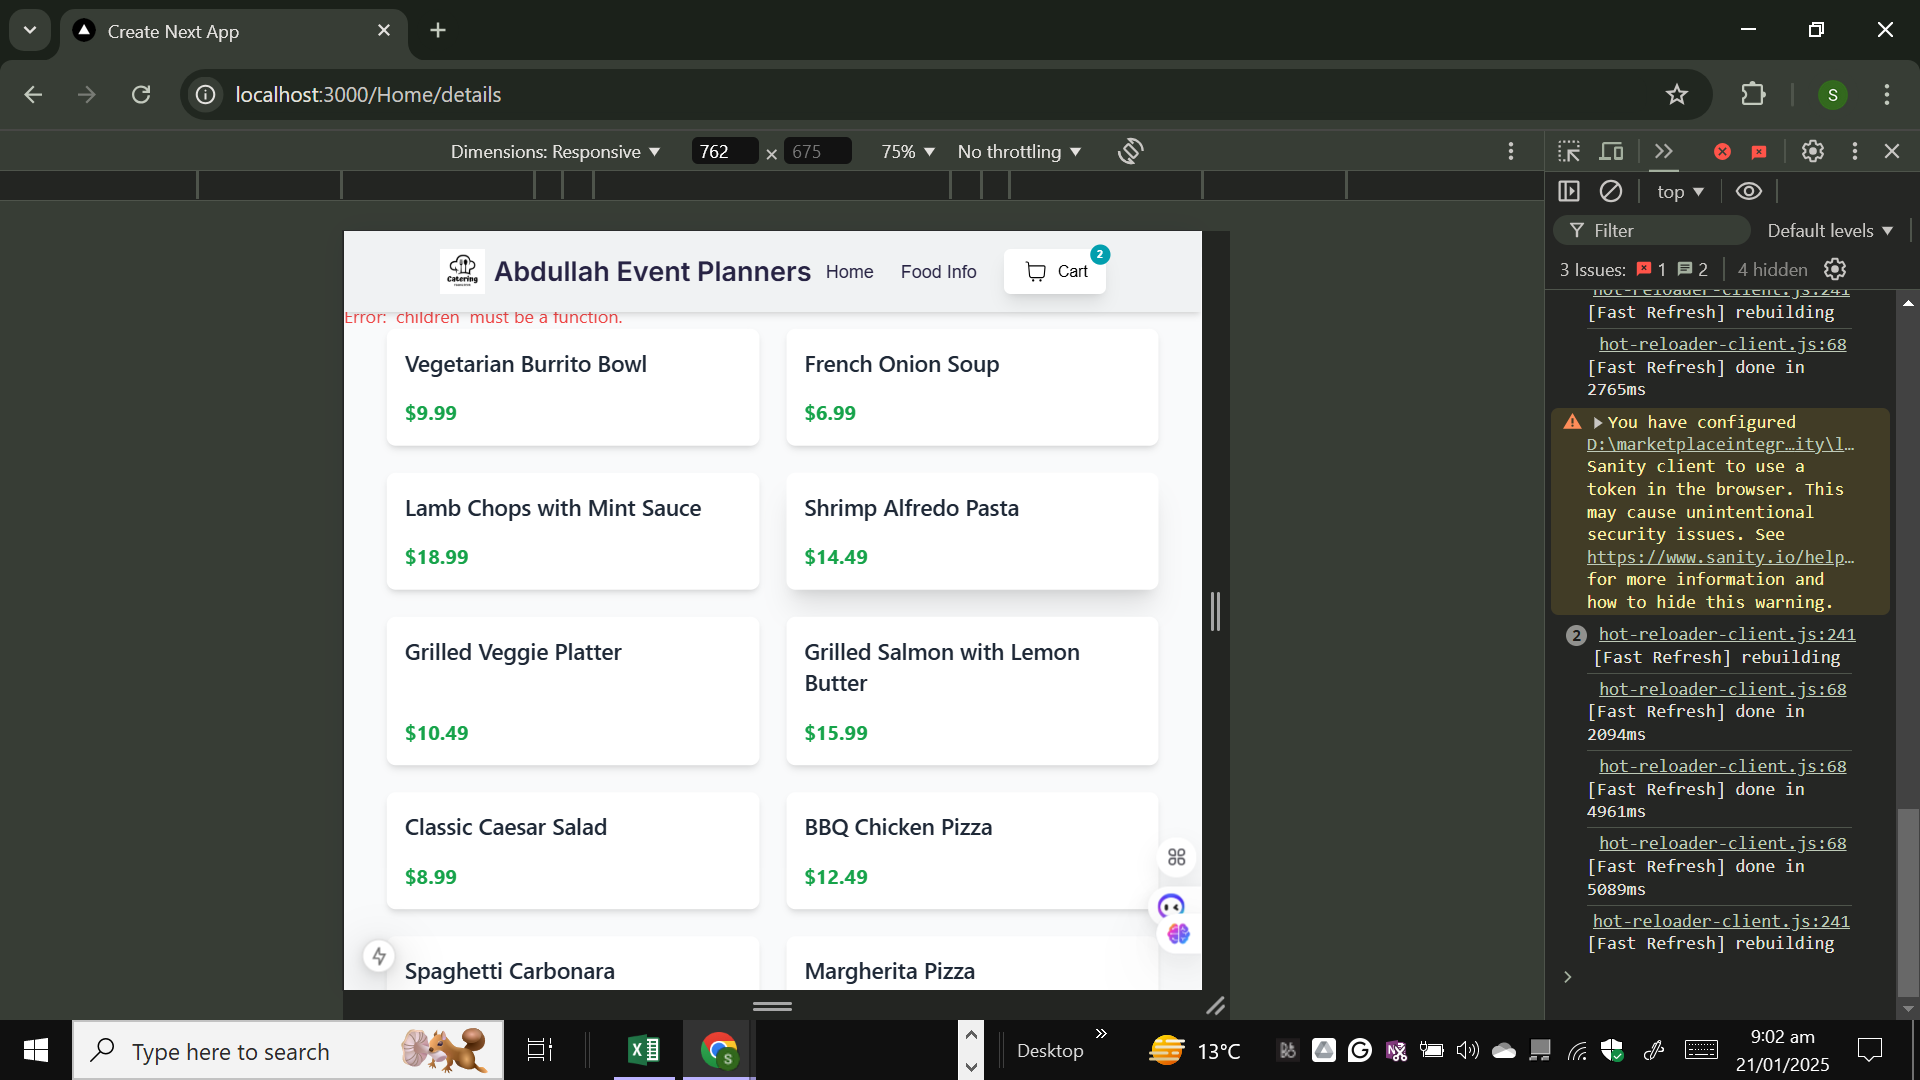 Create Next App
localhost:3000/Home/details
Dimensions: Responsive 762 × 675 75% No throttling
top
Filter Default levels
3 Issues: 1 2 4 hidden
Catering
Abdullah Event Planners Home Food Info Cart 2
Error: children must be a function.
Vegetarian Burrito Bowl
$9.99
French Onion Soup
$6.99
Lamb Chops with Mint Sauce
$18.99
Shrimp Alfredo Pasta
$14.49
Grilled Veggie Platter
$10.49
Grilled Salmon with Lemon
Butter
$15.99
Classic Caesar Salad
$8.99
BBQ Chicken Pizza
$12.49
Spaghetti Carbonara
Margherita Pizza
hot-reloader-client.js:241
[Fast Refresh] rebuilding
hot-reloader-client.js:68
[Fast Refresh] done in
2765ms
You have configured
D:\marketplaceintegr…ity\l…
Sanity client to use a
token in the browser. This
may cause unintentional
security issues. See
https://www.sanity.io/help…
for more information and
how to hide this warning.
2 hot-reloader-client.js:241
[Fast Refresh] rebuilding
hot-reloader-client.js:68
[Fast Refresh] done in
2094ms
hot-reloader-client.js:68
[Fast Refresh] done in
4961ms
hot-reloader-client.js:68
[Fast Refresh] done in
5089ms
hot-reloader-client.js:241
[Fast Refresh] rebuilding
Type here to search
Desktop
13°C
9:02 am
21/01/2025